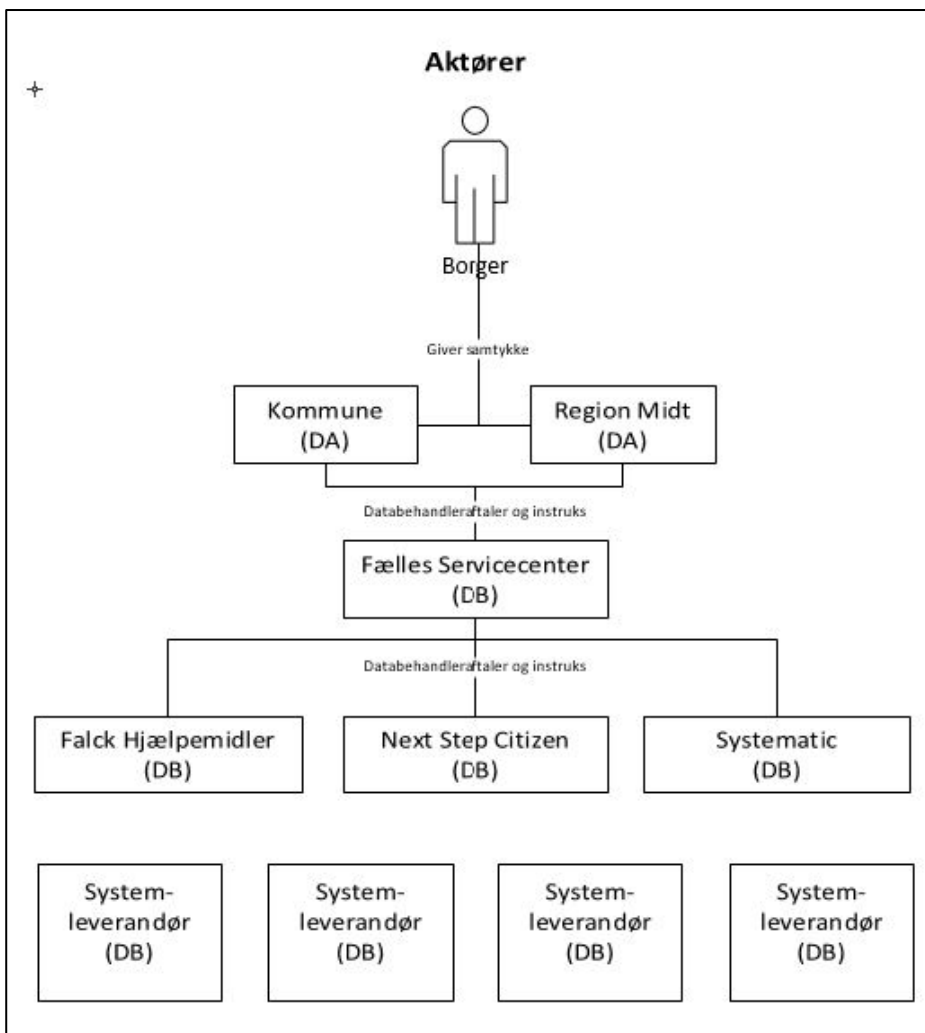 Aktører
Borger
Giver samtykke
Kommune
(DA)
Region Midt
(DA)
Databehandleraftaler og instruks
Fælles Servicecenter
(DB)
Databehandleraftaler og instruks
Falck Hjælpemidler
(DB)
Next Step Citizen
(DB)
Systematic
(DB)
System-
leverandør
(DB)
System-
leverandør
(DB)
System-
leverandør
(DB)
System-
leverandør
(DB)